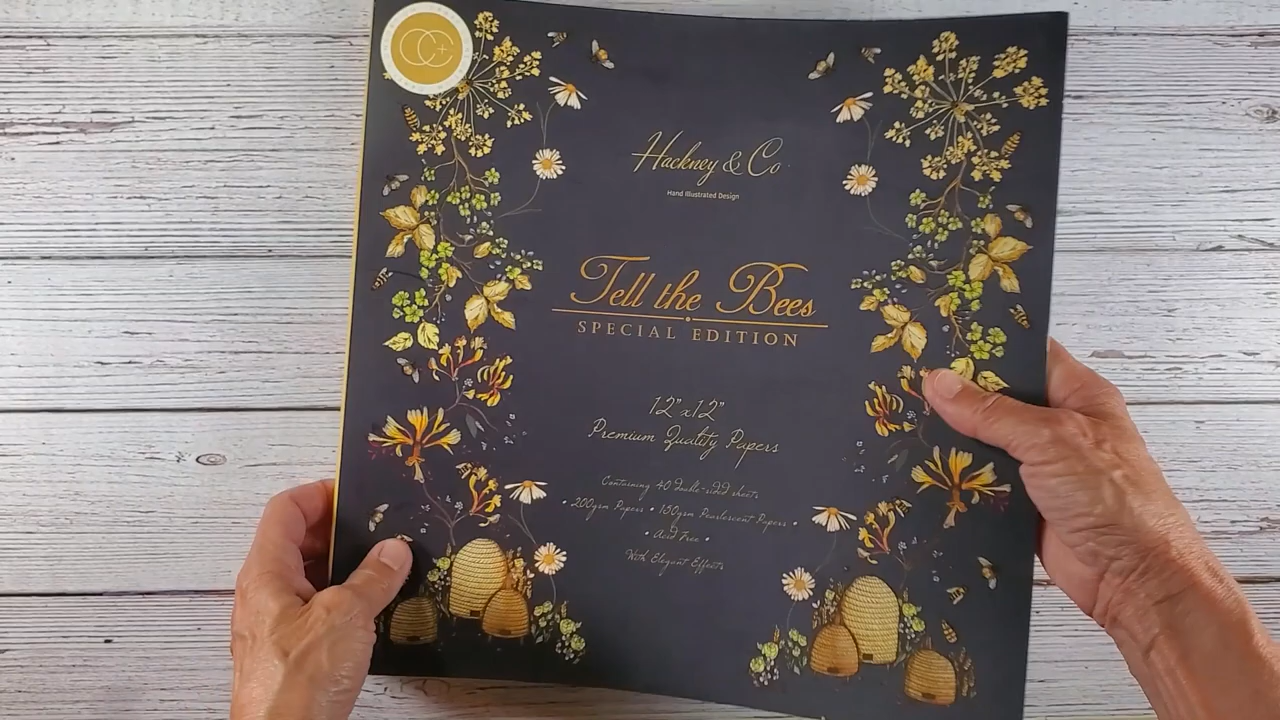 CC+
Hackney & Co
Hand Illustrated Design
Tell the Bees
SPECIAL EDITION
12"x12"
Premium Quality Papers
Containing 40 double-sided sheets
• 200gsm Papers • 150gsm Pearlescent Papers •
• Acid Free •
With Elegant Effects